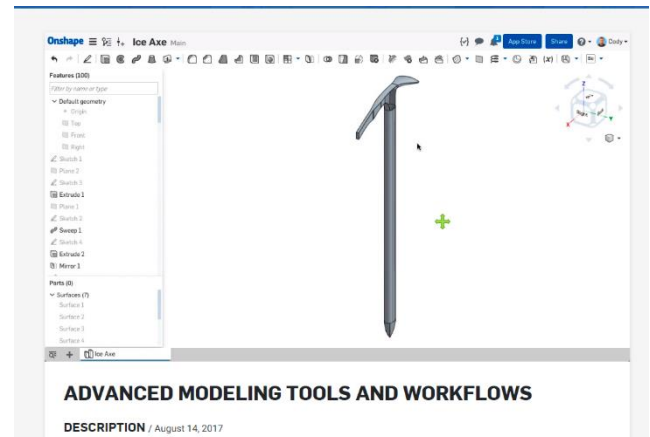 Onshape Ice Axe Main App Store Share Cody
Features (100)
Filter by name or type
Default geometry
Origin
Top
Front
Right
Sketch 1
Plane 2
Sketch 3
Extrude 1
Plane 1
Sketch 2
Sweep 1
Sketch 4
Extrude 2
Mirror 1
Parts (0)
Surfaces (7)
Surface 1
Surface 2
Surface 3
Surface 4
Ice Axe
Z
Right
X
Y
ADVANCED MODELING TOOLS AND WORKFLOWS
DESCRIPTION / August 14, 2017